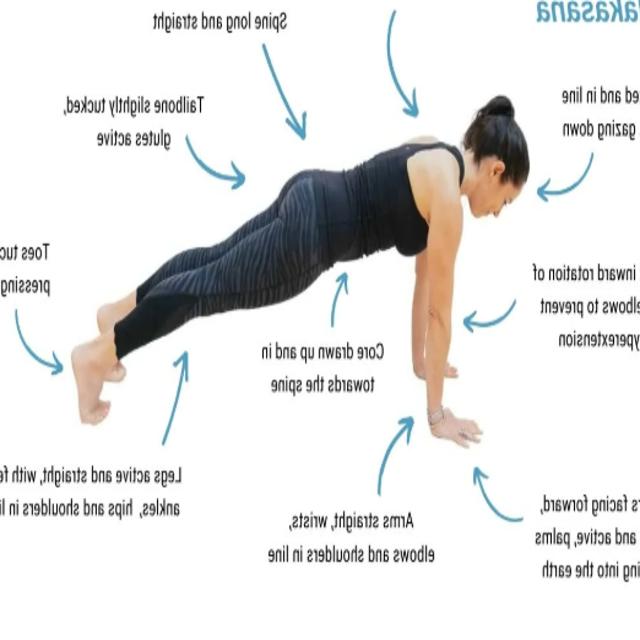 lakasana
Spine long and straight
Tailbone slightly tucked,
glutes active
ed and in line
gazing down
Toes tuc
pressing
inward rotation of
elbows to prevent
yperextension
Core drawn up and in
towards the spine
Legs active and straight, with fe
ankles, hips and shoulders in li
Arms straight, wrists,
elbows and shoulders in line
rs facing forward,
and active, palms
ing into the earth